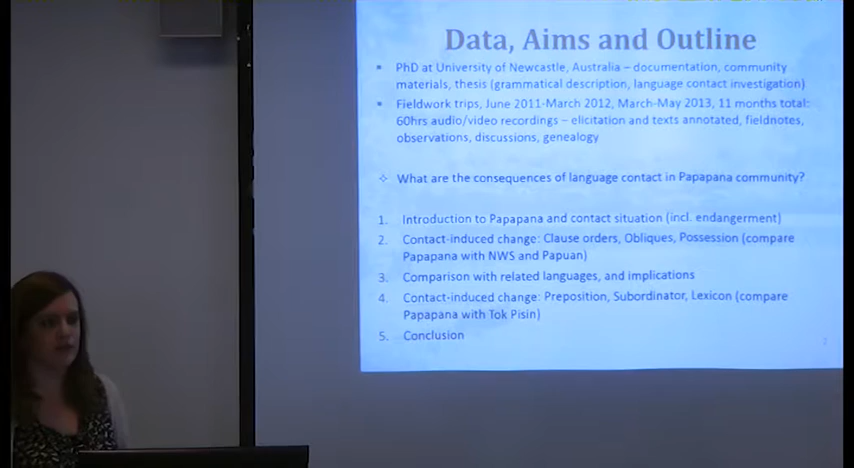 Data, Aims and Outline
▪ PhD at University of Newcastle, Australia – documentation, community
materials, thesis (grammatical description, language contact investigation)
▪ Fieldwork trips, June 2011-March 2012, March-May 2013, 11 months total:
60hrs audio/video recordings – elicitation and texts annotated, fieldnotes,
observations, discussions, genealogy
✧ What are the consequences of language contact in Papapana community?
1. Introduction to Papapana and contact situation (incl. endangerment)
2. Contact-induced change: Clause orders, Obliques, Possession (compare
Papapana with NWS and Papuan)
3. Comparison with related languages, and implications
4. Contact-induced change: Preposition, Subordinator, Lexicon (compare
Papapana with Tok Pisin)
5. Conclusion